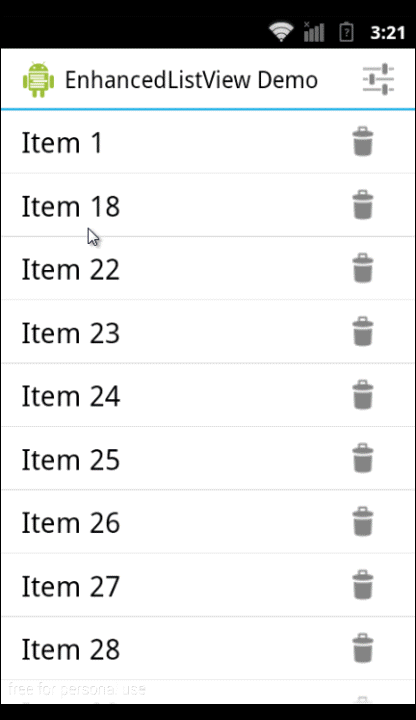 3:21
EnhancedListView Demo
Item 1
Item 18
Item 22
Item 23
Item 24
Item 25
Item 26
Item 27
Item 28
free for personal use